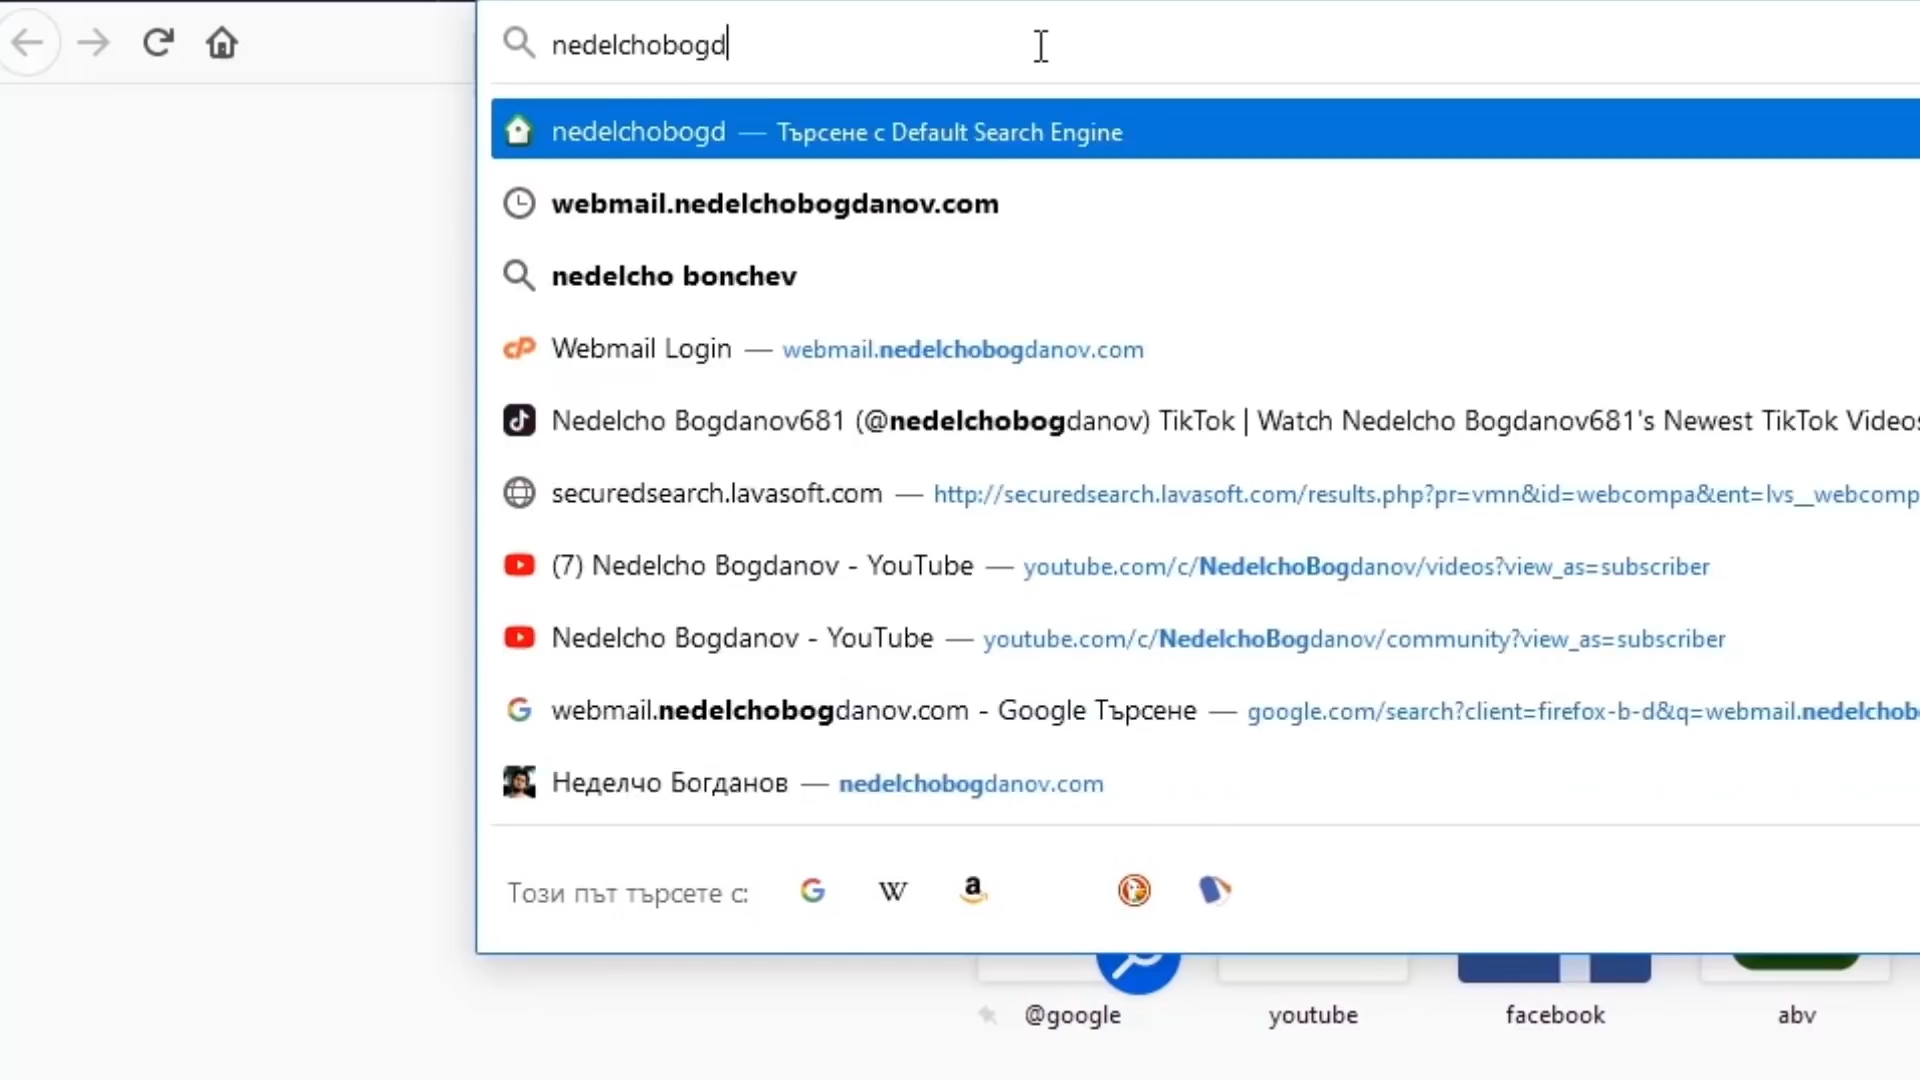 nedelchobogd
nedelchobogd — Търсене с Default Search Engine
webmail.nedelchobogdanov.com
nedelcho bonchev
Webmail Login — webmail.nedelchobogdanov.com
Nedelcho Bogdanov681 (@nedelchobogdanov) TikTok | Watch Nedelcho Bogdanov681's Newest TikTok Videos
securedsearch.lavasoft.com — http://securedsearch.lavasoft.com/results.php?pr=vmn&id=webcompa&ent=lvs_webcomp
(7) Nedelcho Bogdanov - YouTube — youtube.com/c/NedelchoBogdanov/videos?view_as=subscriber
Nedelcho Bogdanov - YouTube — youtube.com/c/NedelchoBogdanov/community?view_as=subscriber
webmail.nedelchobogdanov.com - Google Търсене — google.com/search?client=firefox-b-d&q=webmail.nedelchob
Неделчо Богданов — nedelchobogdanov.com
Този път търсете с:
@google youtube facebook abv